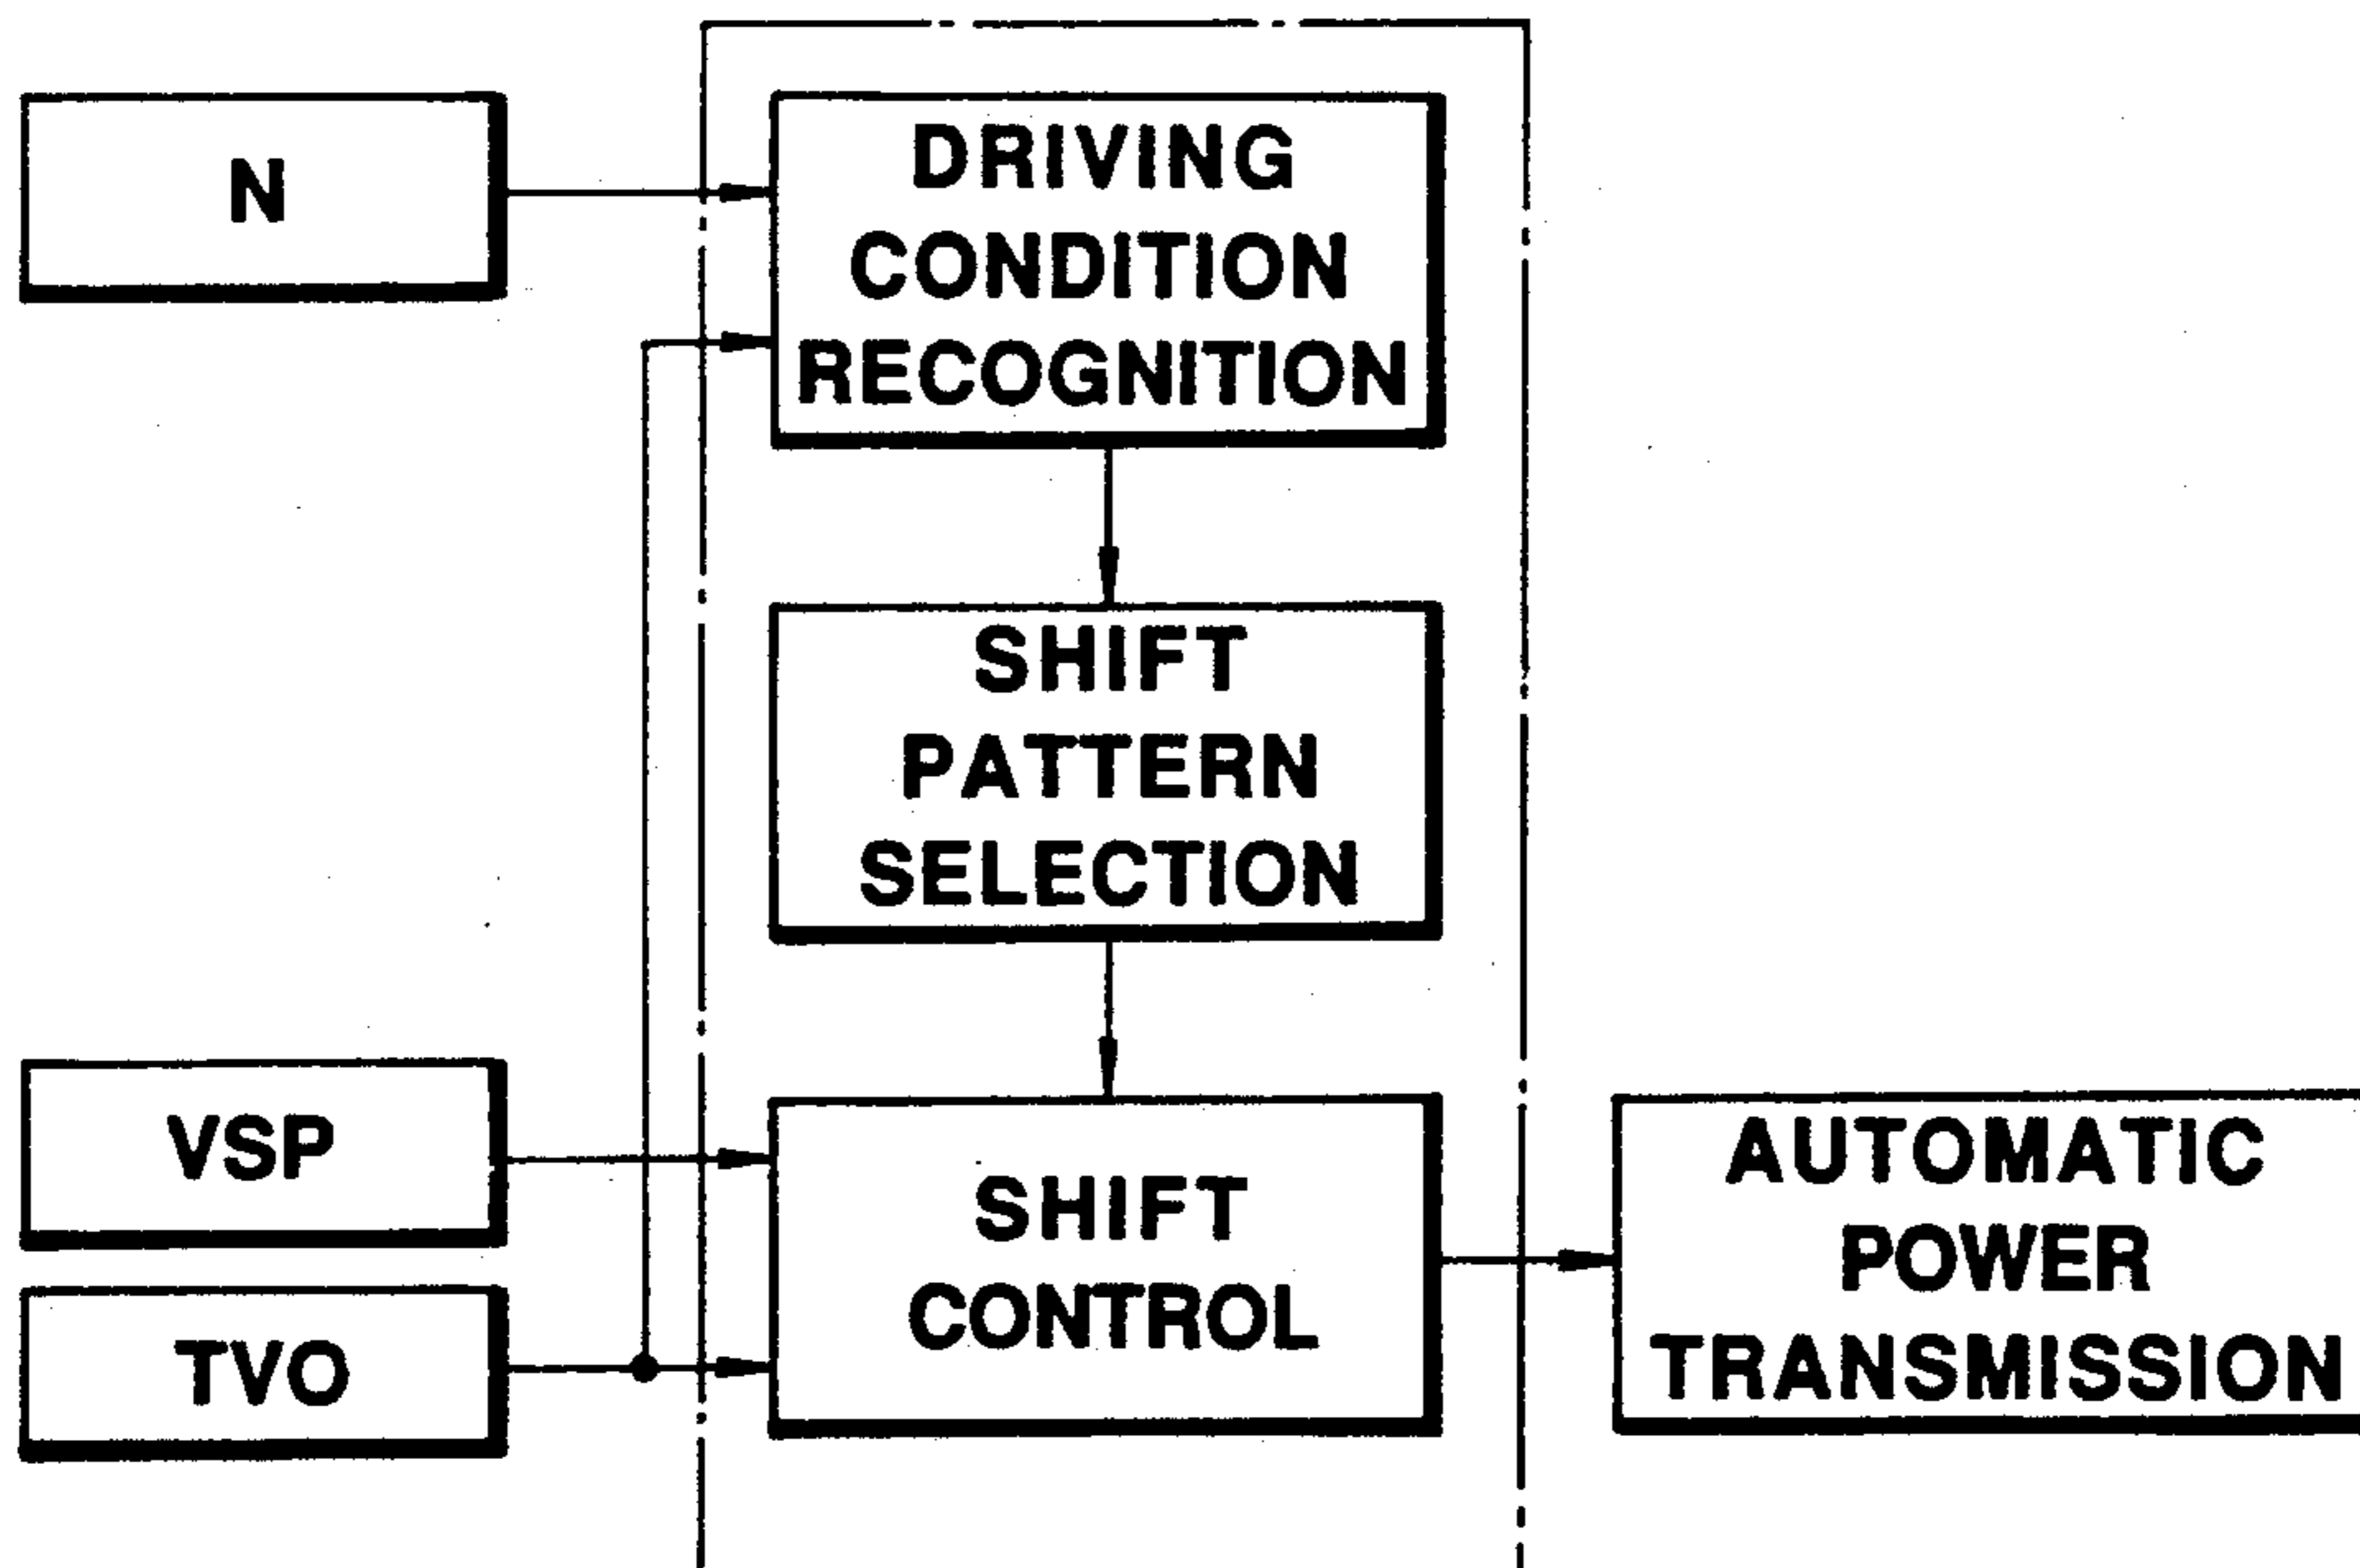 N
DRIVING
CONDITION
RECOGNITION
SHIFT
PATTERN
SELECTION
VSP
SHIFT
CONTROL
TVO
AUTOMATIC
POWER
TRANSMISSION